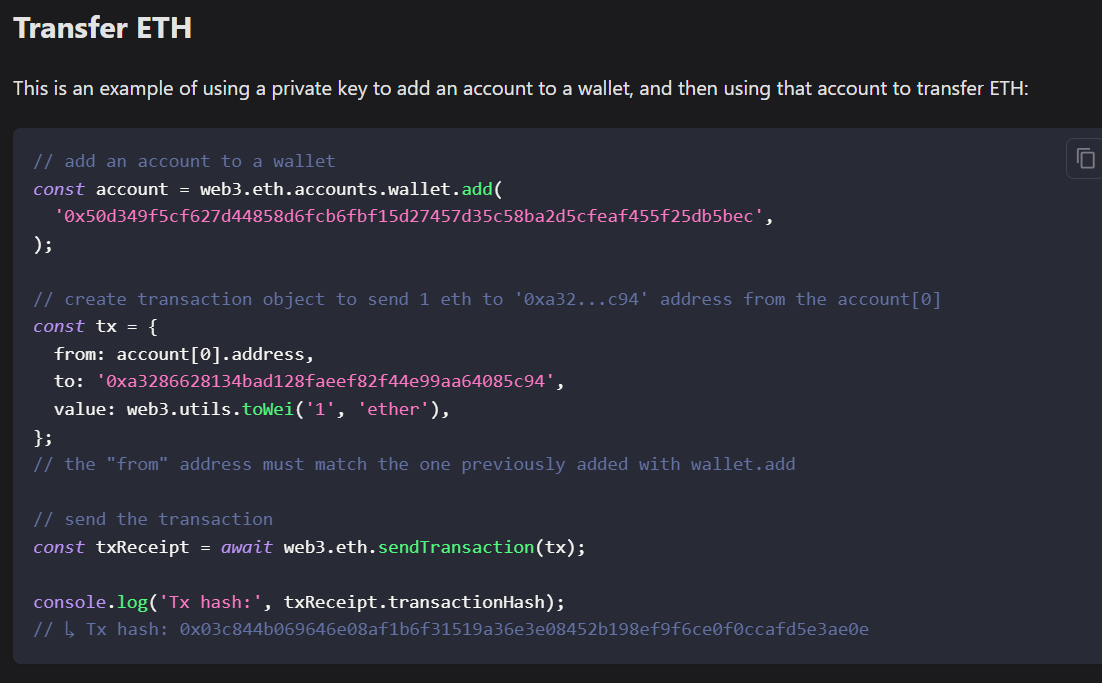 Transfer ETH
This is an example of using a private key to add an account to a wallet, and then using that account to transfer ETH:
// add an account to a wallet
const account = web3.eth.accounts.wallet.add(
  '0x50d349f5cf627d44858d6fcb6fbf15d27457d35c58ba2d5cfeaf455f25db5bec',
);
// create transaction object to send 1 eth to '0xa32...c94' address from the account[0]
const tx = {
  from: account[0].address,
  to: '0xa3286628134bad128faeef82f44e99aa64085c94',
  value: web3.utils.toWei('1', 'ether'),
};
// the "from" address must match the one previously added with wallet.add
// send the transaction
const txReceipt = await web3.eth.sendTransaction(tx);
console.log('Tx hash:', txReceipt.transactionHash);
// ↳ Tx hash: 0x03c844b069646e08af1b6f31519a36e3e08452b198ef9f6ce0f0ccafd5e3ae0e